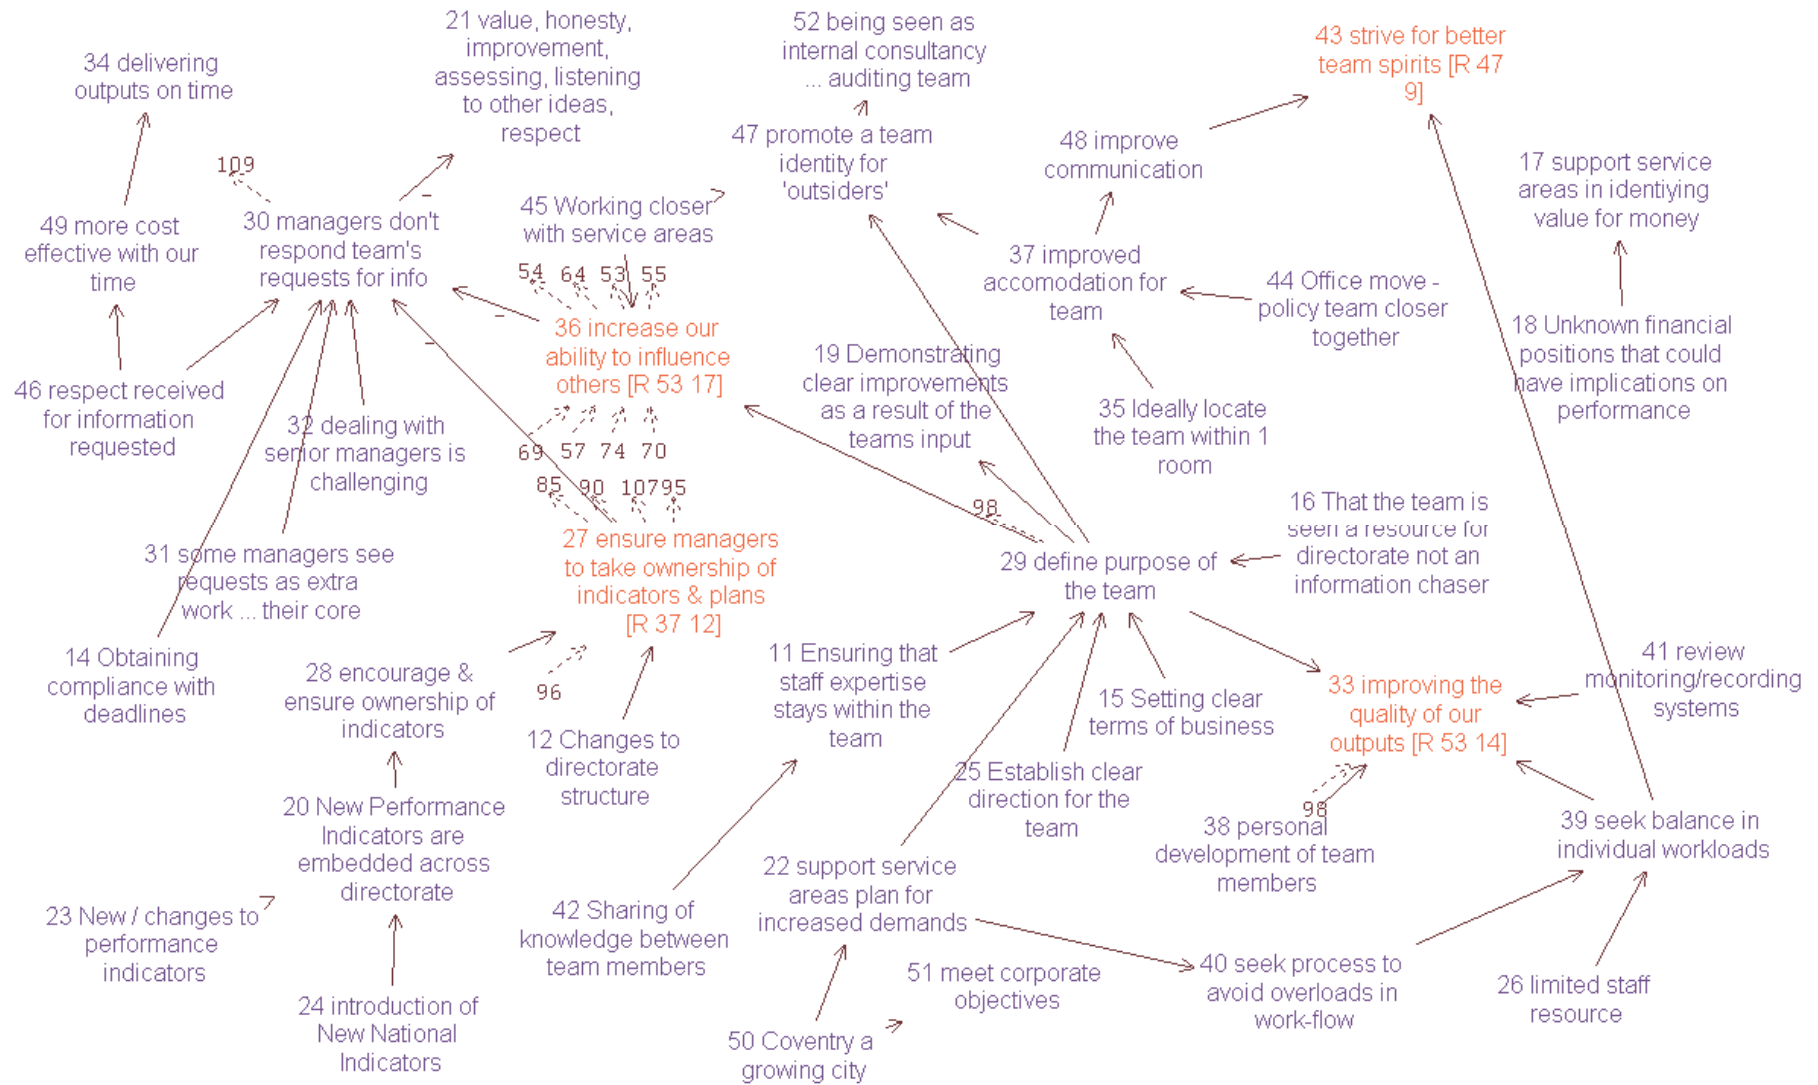 34 delivering
outputs on time
21 value, honesty,
improvement,
assessing, listening
to other ideas,
respect
52 being seen as
internal consultancy
... auditing team
43 strive for better
team spirits [R 47
9]
109
47 promote a team
identity for
'outsiders'
48 improve
communication
17 support service
areas in identiying
value for money
49 more cost
effective with our
time
30 managers don't
respond team's
requests for info
45 Working closer
with service areas
37 improved
accomodation for
team
44 Office move -
policy team closer
together
54 64 53 55
18 Unknown financial
positions that could
have implications on
performance
46 respect received
for information
requested
36 increase our
ability to influence
others [R 53 17]
19 Demonstrating
clear improvements
as a result of the
teams input
35 Ideally locate
the team within 1
room
32 dealing with
senior managers is
challenging
69 57 74 70
85 90 107 95
98
16 That the team is
seen a resource for
directorate not an
information chaser
31 some managers see
requests as extra
work ... their core
27 ensure managers
to take ownership of
indicators & plans
[R 37 12]
29 define purpose of
the team
14 Obtaining
compliance with
deadlines
28 encourage &
ensure ownership of
indicators
96
11 Ensuring that
staff expertise
stays within the
team
15 Setting clear
terms of business
33 improving the
quality of our
outputs [R 53 14]
41 review
monitoring/recording
systems
12 Changes to
directorate
structure
25 Establish clear
direction for the
team
98
20 New Performance
Indicators are
embedded across
directorate
38 personal
development of team
members
39 seek balance in
individual workloads
23 New / changes to
performance
indicators
42 Sharing of
knowledge between
team members
22 support service
areas plan for
increased demands
24 introduction of
New National
Indicators
51 meet corporate
objectives
40 seek process to
avoid overloads in
work-flow
26 limited staff
resource
50 Coventry a
growing city